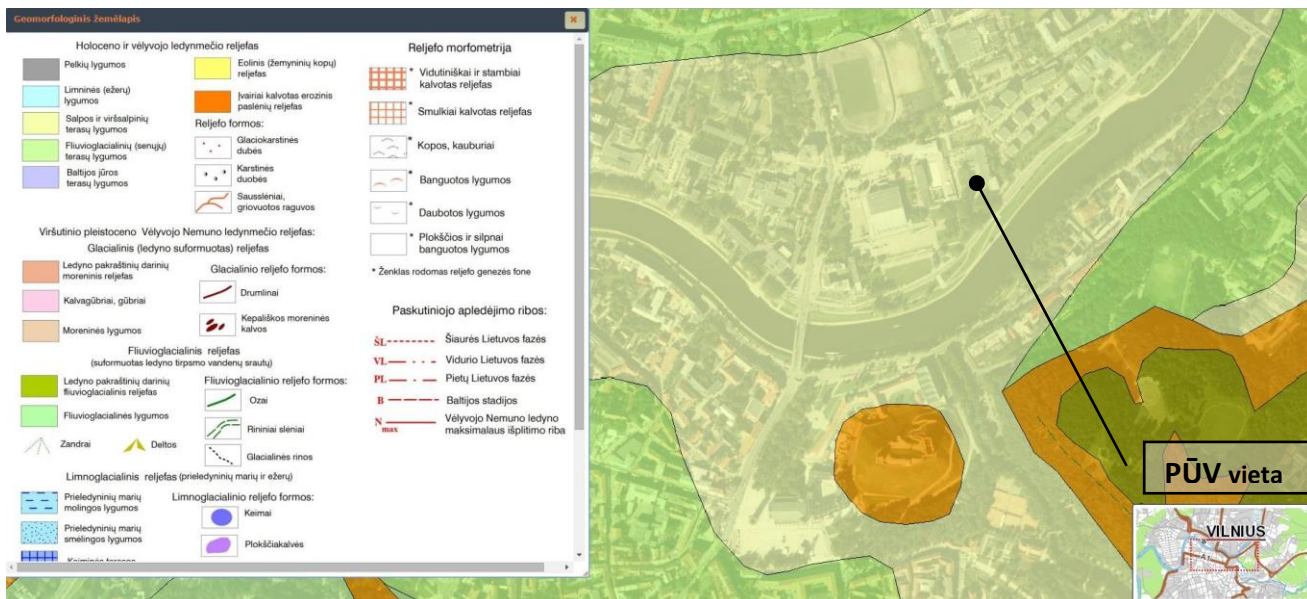 Geomorfologinis žemėlapis
Holoceno ir vėlyvojo ledynmečio reljefas
Pelkių lygumos
Limninės (ežerų)
lygumos
Salpos ir viršsalpinių
terasų lygumos
Fliuvioglacialinių (senųjų)
terasų lygumos
Baltijos jūros
terasų lygumos
Eolinis (žemyninių kopų)
reljefas
Įvairiai kalvotas erozinis
paslėnių reljefas
Reljefo formos:
Glaciokarstinės
dubės
Karstinės
duobės
Sausslėniai,
griovuotos raguvos
Viršutinio pleistoceno Vėlyvojo Nemuno ledynmečio reljefas:
Glacialinis (ledyno suformuotas) reljefas
Ledyno pakraštinių darinių
moreninis reljefas
Kalvagūbriai, gūbriai
Moreninės lygumos
Glacialinio reljefo formos:
Drumlinai
Kepališkos moreninės
kalvos
Fliuvioglacialinis reljefas
(suformuotas ledyno tirpsmo vandenų srautų)
Ledyno pakraštinių darinių
fliuvioglacialinis reljefas
Fliuvioglacialinės lygumos
Zandrai
Deltos
Fliuvioglacialinio reljefo formos:
Ozai
Rininiai slėniai
Glacialinės rinos
Limnoglacialinis reljefas (prieledyninių marių ir ežerų)
Prieledyninių marių
molingos lygumos
Prieledyninių marių
smėlingos lygumos
Limnoglacialinio reljefo formos:
Keimai
Plokščiakalvės
Reljefo morfometrija
* Vidutiniškai ir stambiai
kalvotas reljefas
* Smulkiai kalvotas reljefas
* Kopos, kauburiai
* Banguotos lygumos
* Daubotos lygumos
* Plokščios ir silpnai
banguotos lygumos
* Ženklas rodomas reljefo genezės fone
Paskutiniojo apledėjimo ribos:
ŠL Šiaurės Lietuvos fazės
VL Vidurio Lietuvos fazės
PL Pietų Lietuvos fazės
B Baltijos stadijos
N max Vėlyvojo Nemuno ledyno
maksimalaus išplitimo riba
PŪV vieta
VILNIUS